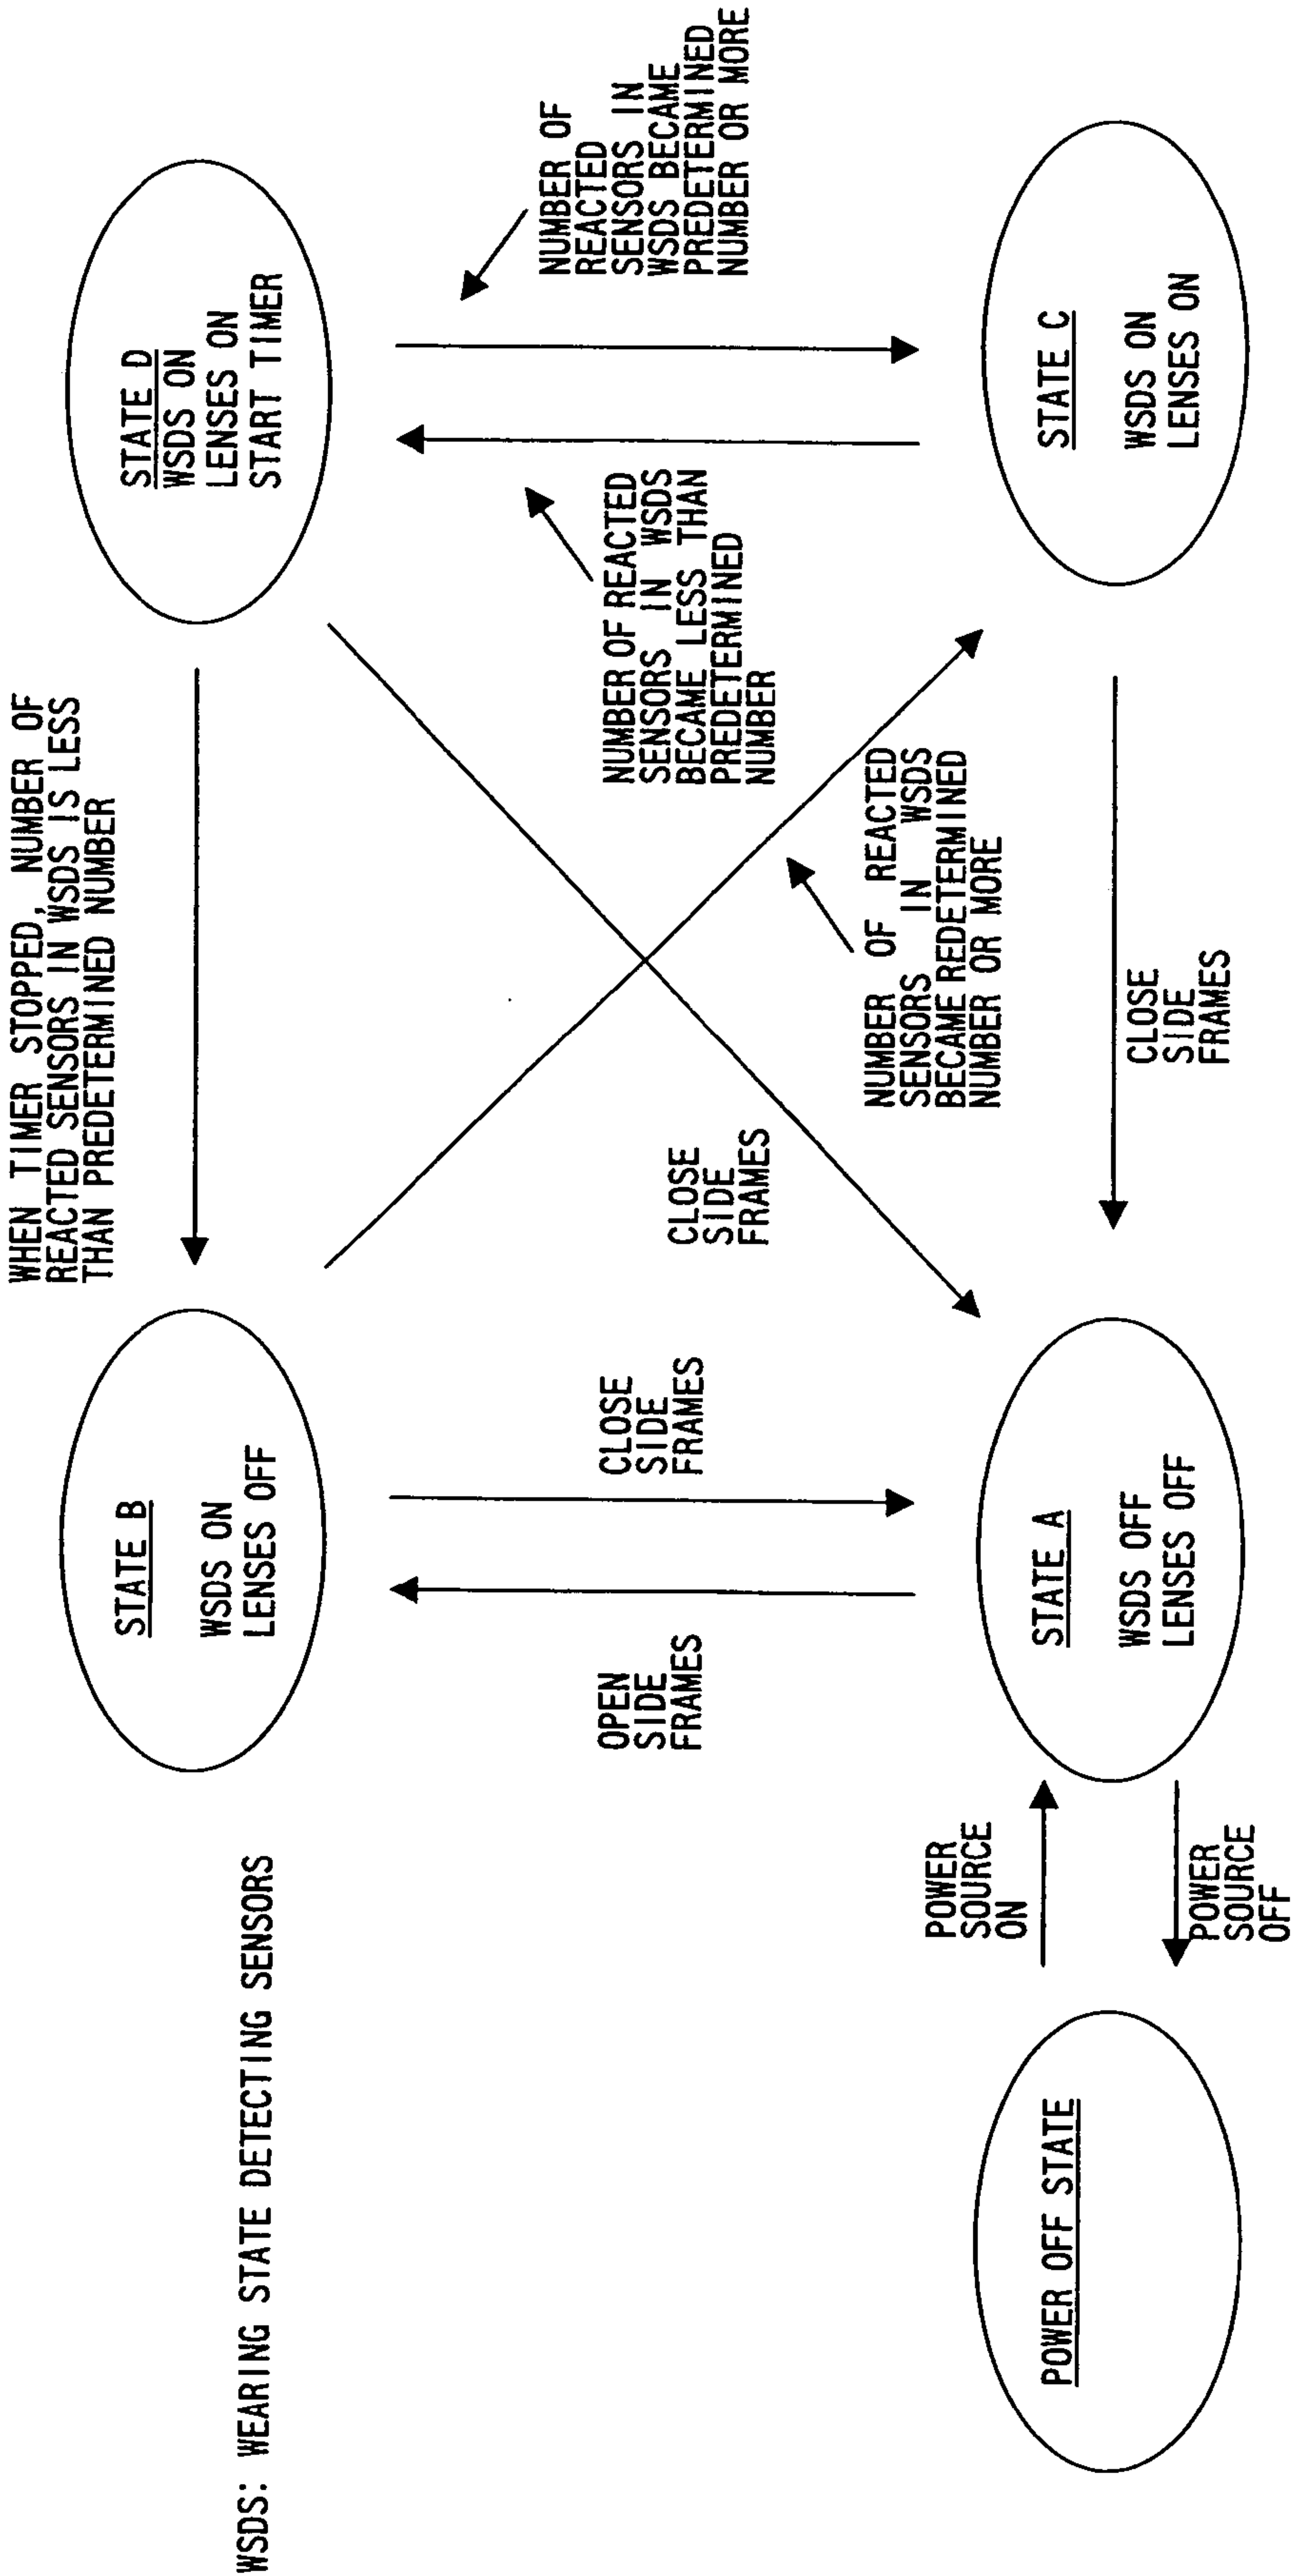 WSDS: WEARING STATE DETECTING SENSORS
STATE B
WSDS ON
LENSES OFF
WHEN TIMER STOPPED, NUMBER OF
REACTED SENSORS IN WSDS IS LESS
THAN PREDETERMINED NUMBER
STATE D
WSDS ON
LENSES ON
START TIMER
OPEN
SIDE
FRAMES
CLOSE
SIDE
FRAMES
CLOSE
SIDE
FRAMES
NUMBER OF REACTED
SENSORS IN WSDS
BECAME LESS THAN
PREDETERMINED
NUMBER
NUMBER OF
REACTED
SENSORS IN
WSDS BECAME
PREDETERMINED
NUMBER OR MORE
NUMBER OF REACTED
SENSORS IN WSDS
BECAME REDETERMINED
NUMBER OR MORE
POWER OFF STATE
POWER
SOURCE
ON
POWER
SOURCE
OFF
STATE A
WSDS OFF
LENSES OFF
CLOSE
SIDE
FRAMES
STATE C
WSDS ON
LENSES ON